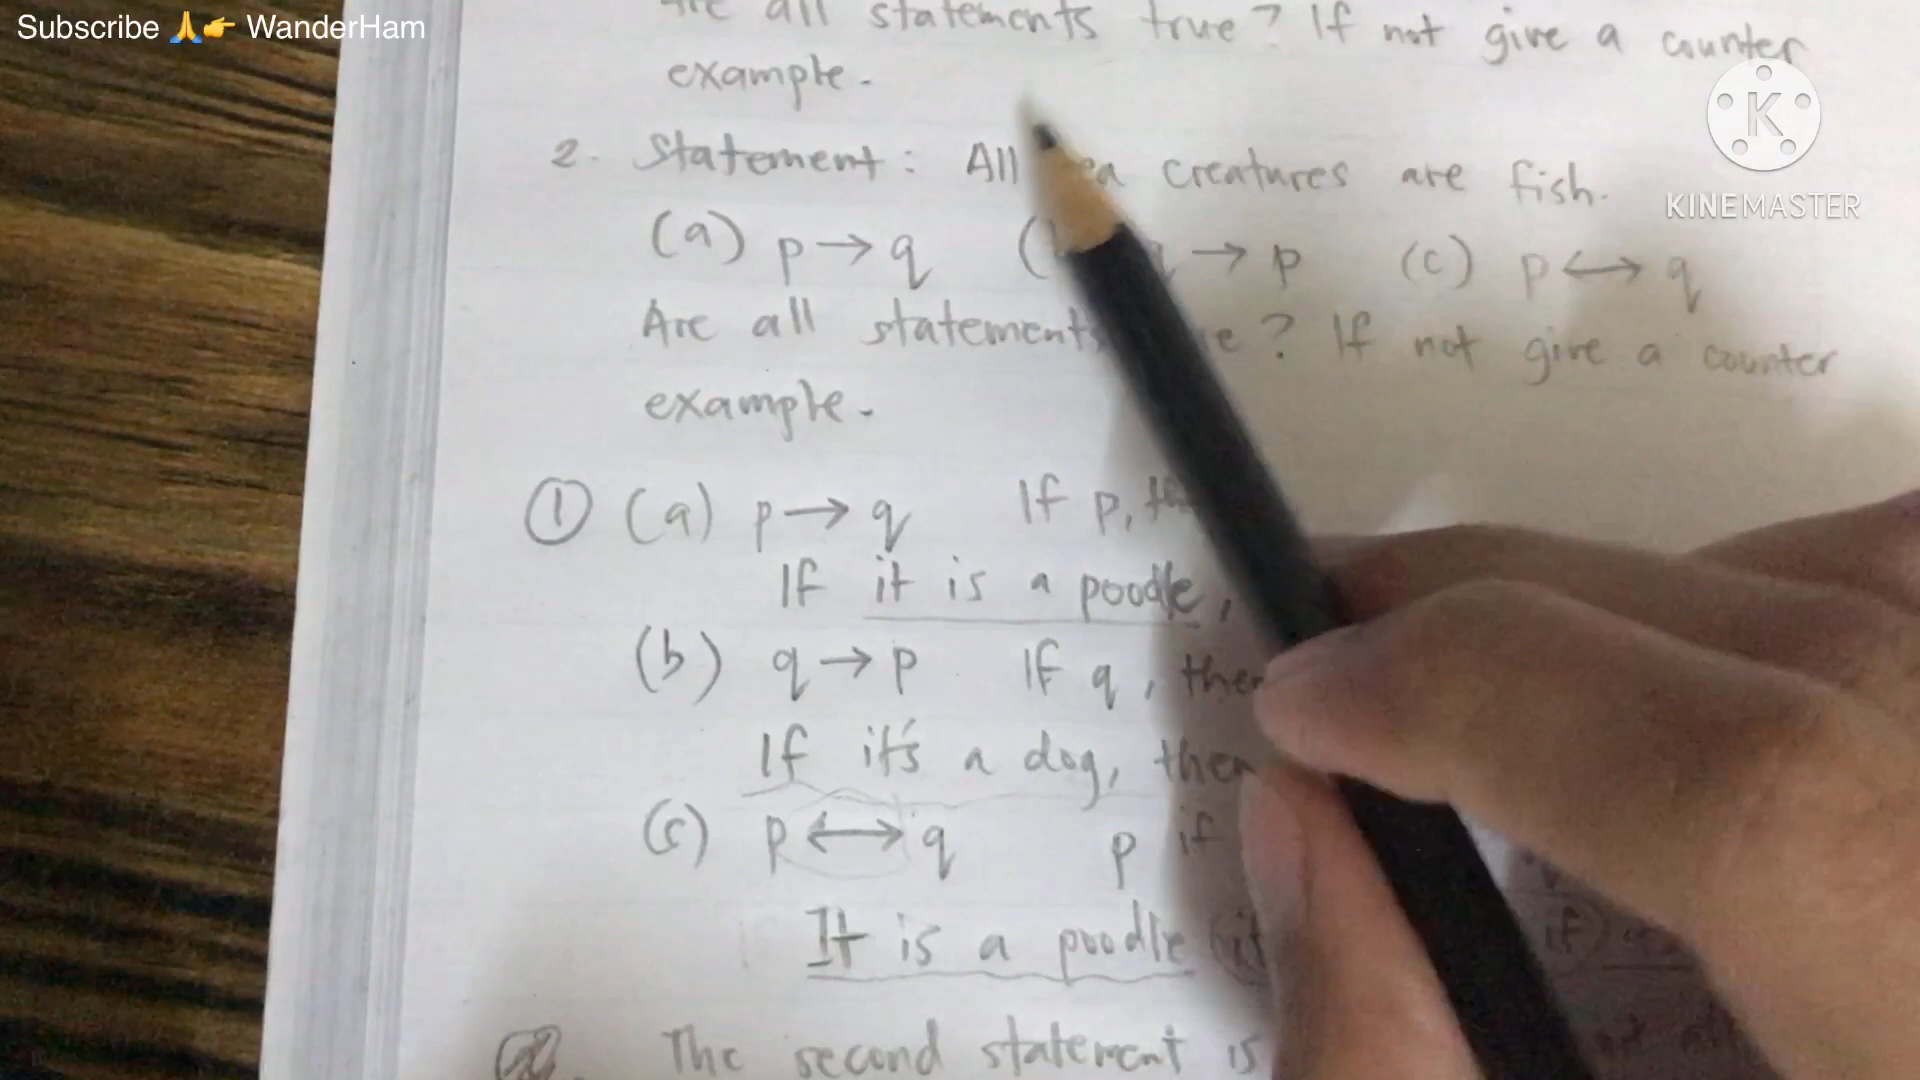 Subscribe 🙏👉 WanderHam
all statements true? If not give a counter
example.
KINEMASTER
2. Statement: All creatures are fish.
(a) p → q → p (c) p ↔ q
Are all statements ? If not give a counter
example.
① (a) p → q If p,
If it is a poodle,
(b) q → p If q, then
If it's a dog, then
(c) p ↔ q p if
It is a poodle if
The second statement is